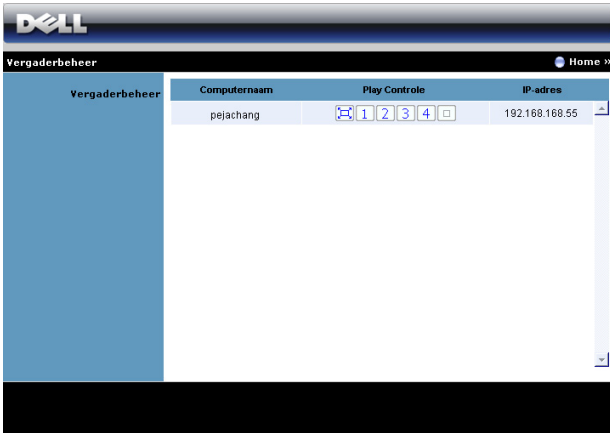 DELL
Vergaderbeheer
Home »
Vergaderbeheer
Computernaam Play Controle IP-adres
pejachang 1 2 3 4 192.168.168.55